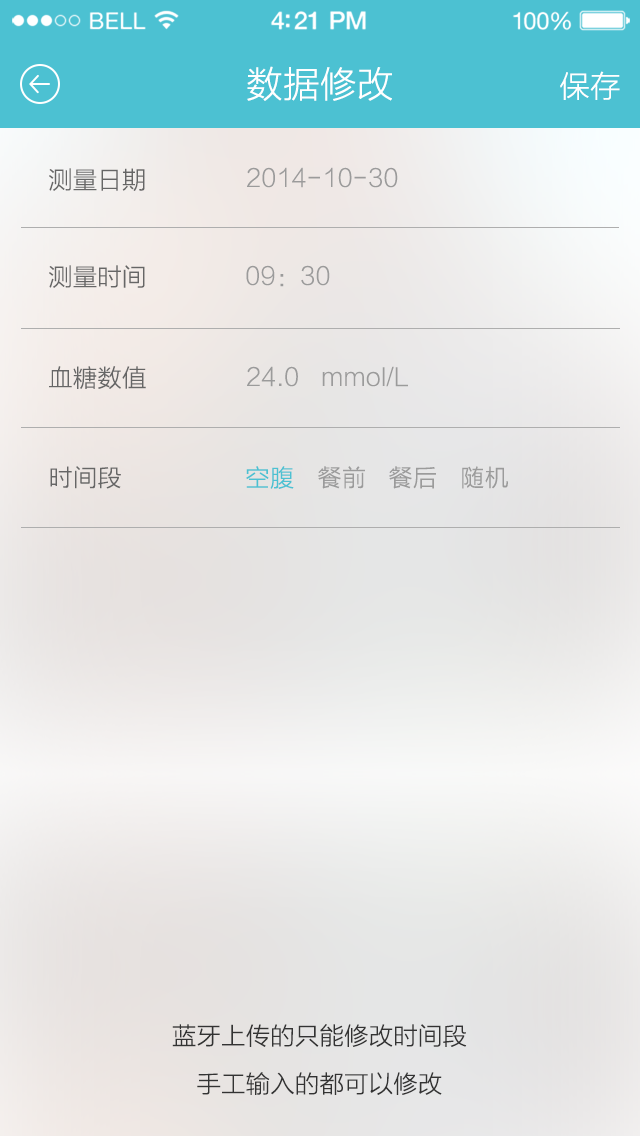 BELL 4:21 PM 100%
数据修改 保存
测量日期 2014-10-30
测量时间 09：30
血糖数值 24.0 mmol/L
时间段 空腹 餐前 餐后 随机
蓝牙上传的只能修改时间段
手工输入的都可以修改